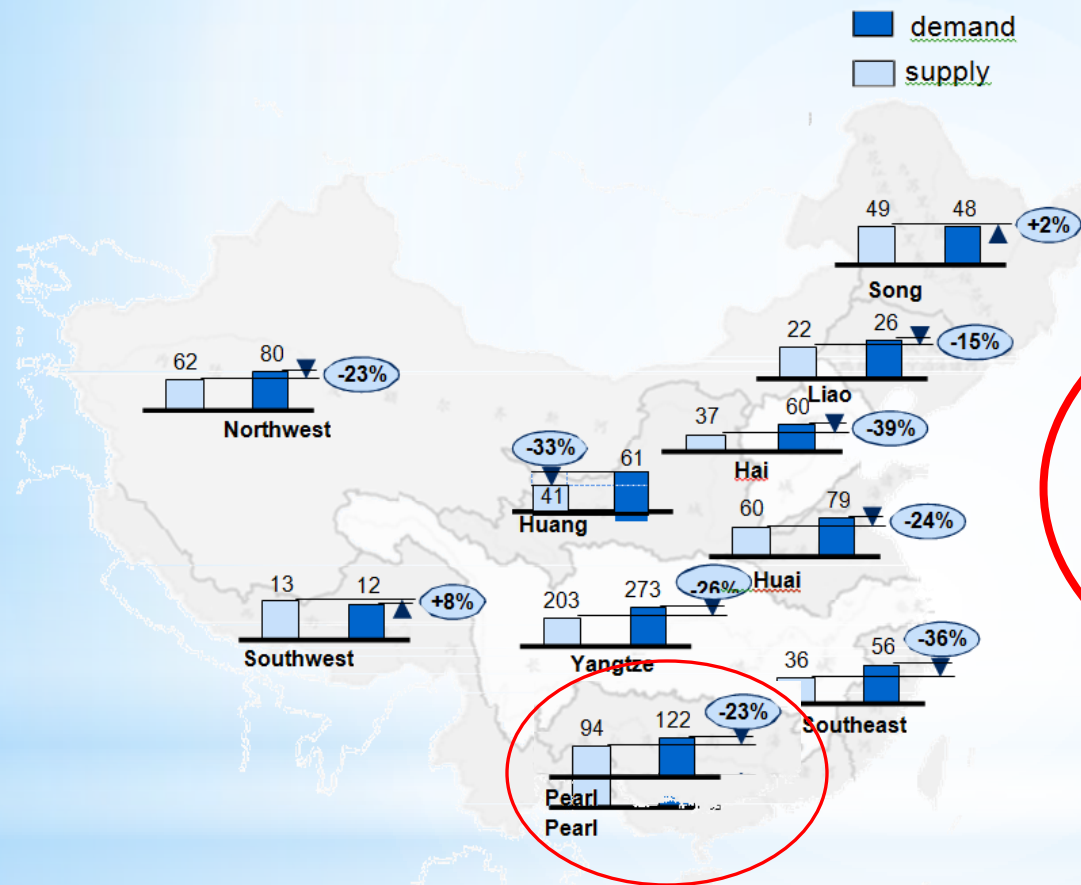 demand
supply
49 48
+2%
Song
22 26
-15%
Liao
62 80
-23%
Northwest
37 60
-39%
Hai
-33%
41 61
Huang
60 79
-24%
Huai
13 12
+8%
Southwest
203 273
-26%
Yangtze
36 56
-36%
Southeast
94 122
-23%
Pearl
Pearl